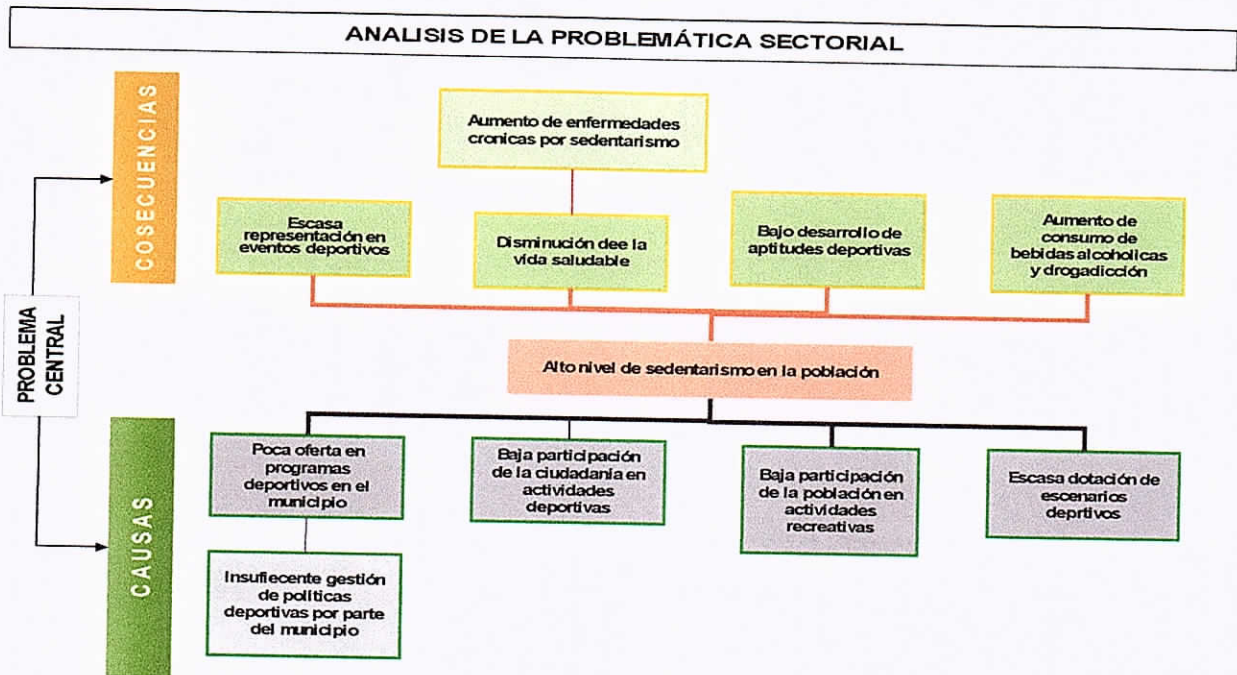 ANALISIS DE LA PROBLEMÁTICA SECTORIAL
COSECUENCIAS
Aumento de enfermedades
cronicas por sedentarismo
Escasa
representación en
eventos deportivos
Disminución dee la
vida saludable
Bajo desarrollo de
aptitudes deportivas
Aumento de
consumo de
bebidas alcoholicas
y drogadicción
PROBLEMA
CENTRAL
Alto nivel de sedentarismo en la población
CAUSAS
Poca oferta en
programas
deportivos en el
municipio
Baja participación
de la ciudadania en
actividades
deportivas
Baja participación
de la población en
actividades
recreativas
Escasa dotación de
escenarios
deprtivos
Insufiecente gestión
de políticas
deportivas por parte
del municipio